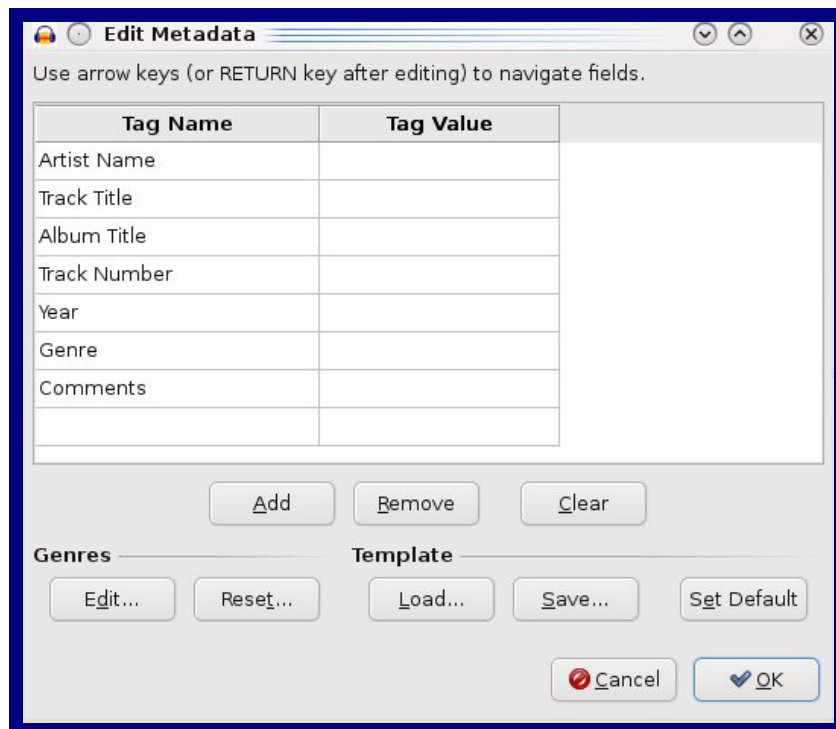 Edit Metadata
Use arrow keys (or RETURN key after editing) to navigate fields.
Tag Name Tag Value
Artist Name
Track Title
Album Title
Track Number
Year
Genre
Comments
Add Remove Clear
Genres Template
Edit... Reset... Load... Save... Set Default
Cancel OK